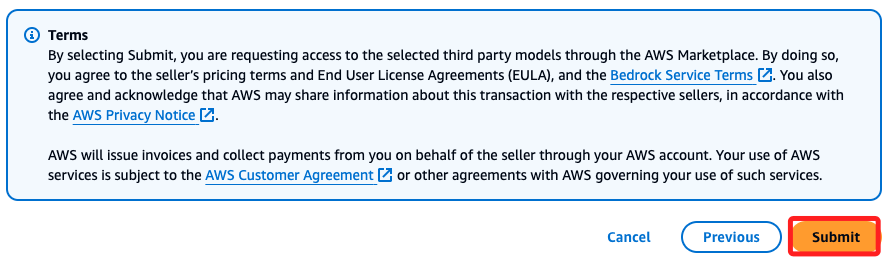 Terms
By selecting Submit, you are requesting access to the selected third party models through the AWS Marketplace. By doing so,
you agree to the seller's pricing terms and End User License Agreements (EULA), and the Bedrock Service Terms. You also
agree and acknowledge that AWS may share information about this transaction with the respective sellers, in accordance with
the AWS Privacy Notice.
AWS will issue invoices and collect payments from you on behalf of the seller through your AWS account. Your use of AWS
services is subject to the AWS Customer Agreement or other agreements with AWS governing your use of such services.
Cancel Previous Submit